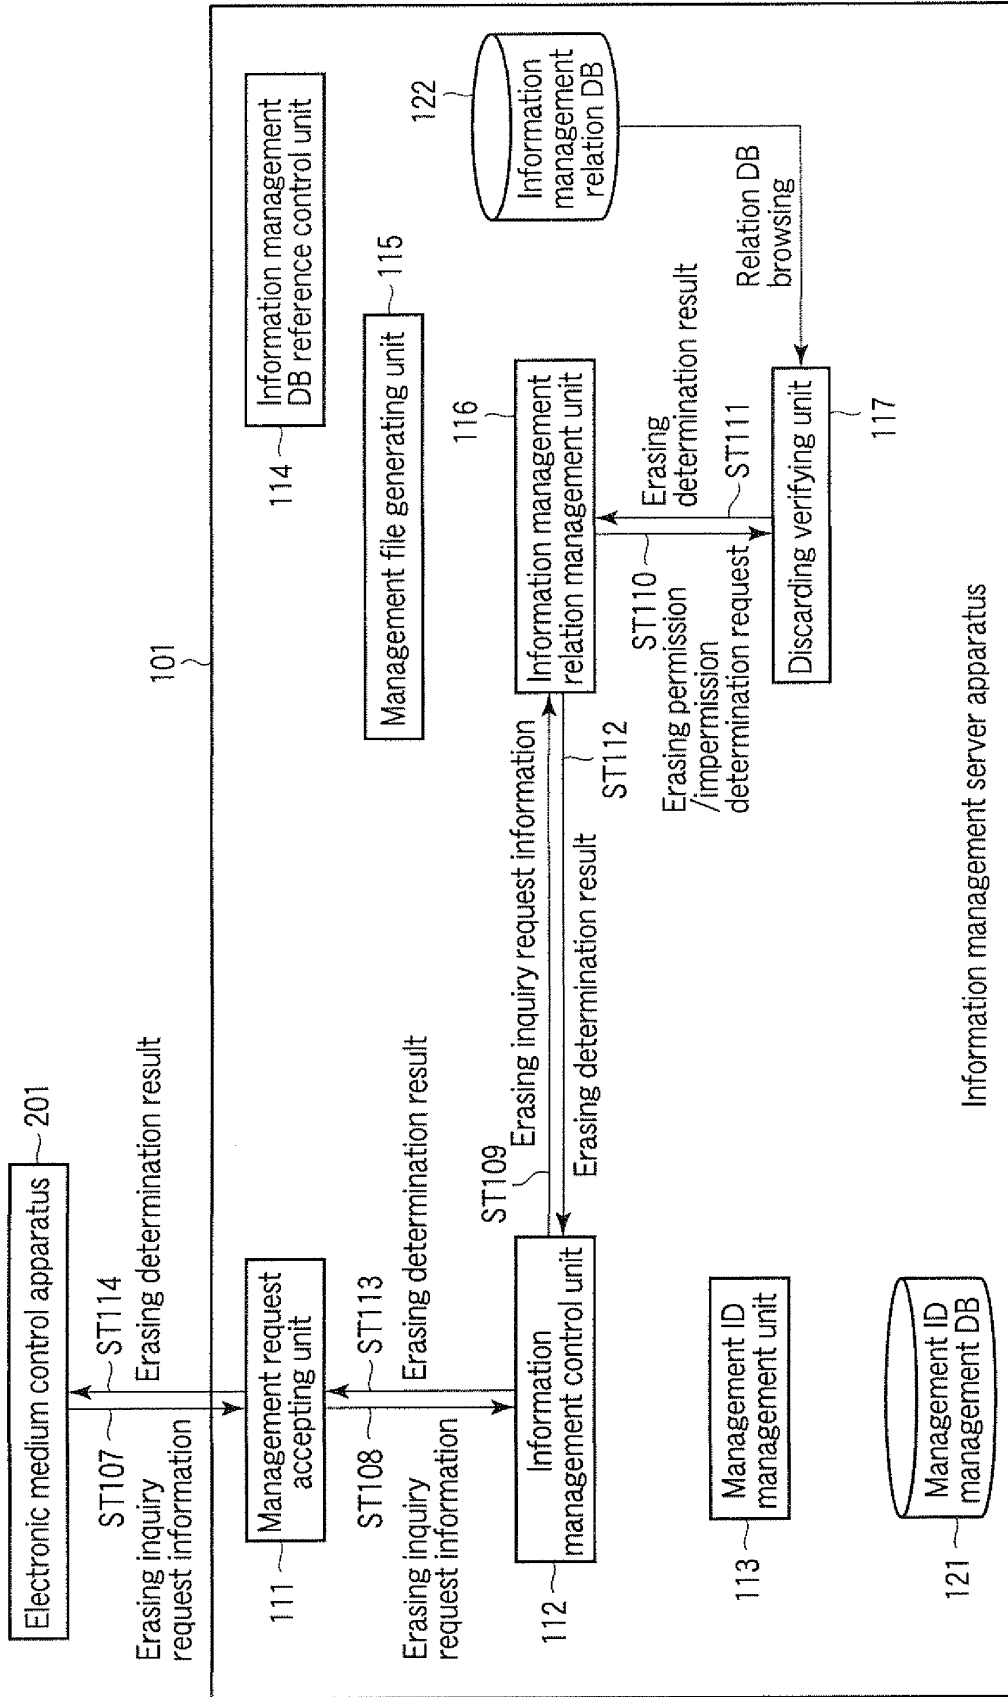 Electronic medium control apparatus
201
Erasing inquiry
request information
ST107
ST114
Erasing determination result
101
Management request
accepting unit
111
Erasing inquiry
request information
ST108
ST113
Erasing determination result
Information
management control unit
112
ST109
Erasing inquiry request information
Erasing determination result
ST112
Management ID
management unit
113
Management ID
management DB
121
Information management
DB reference control unit
114
Management file generating unit
115
Information management
relation management unit
116
ST110
Erasing permission
/impermission
determination request
Erasing
determination result
ST111
Discarding verifying unit
117
Information
management
relation DB
122
Relation DB
browsing
Information management server apparatus